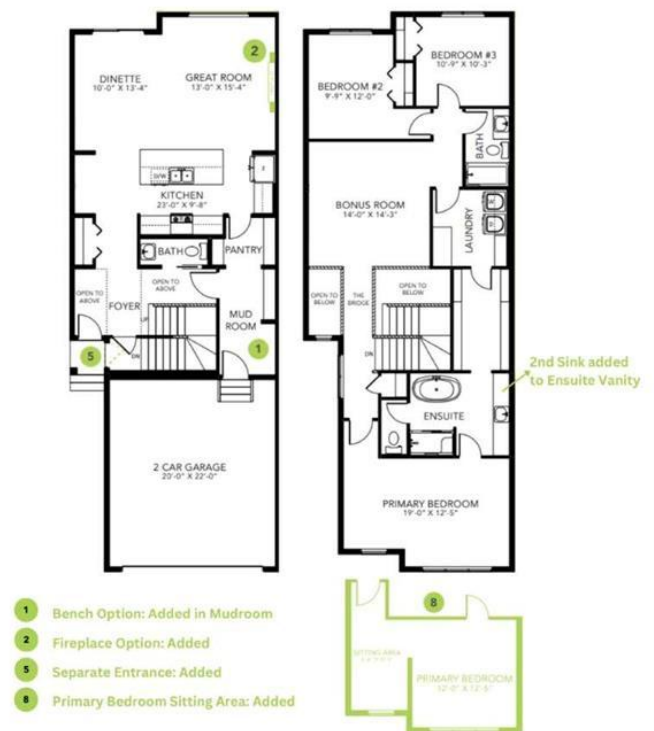 2
DINETTE
10'-0" X 13'-4"
GREAT ROOM
13'-0" X 15'-4"
D/W
F
KITCHEN
23'-0" X 9'-8"
BATH
PANTRY
OPEN TO
ABOVE
FOYER
OPEN TO
ABOVE
UP
MUD
ROOM
5
DN
1
2 CAR GARAGE
20'-0" X 22'-0"
BEDROOM #3
10'-9" X 10'-3"
BEDROOM #2
9'-9" X 12'-0"
BATH
BONUS ROOM
14'-0" X 14'-3"
LAUNDRY
OPEN TO
BELOW
THE
BRIDGE
OPEN TO
BELOW
DN
2nd Sink added
to Ensuite Vanity
ENSUITE
PRIMARY BEDROOM
19'-0" X 12'-5"
8
SITTING AREA
PRIMARY BEDROOM
12'-0" X 12'-5"
1 Bench Option: Added in Mudroom
2 Fireplace Option: Added
5 Separate Entrance: Added
8 Primary Bedroom Sitting Area: Added